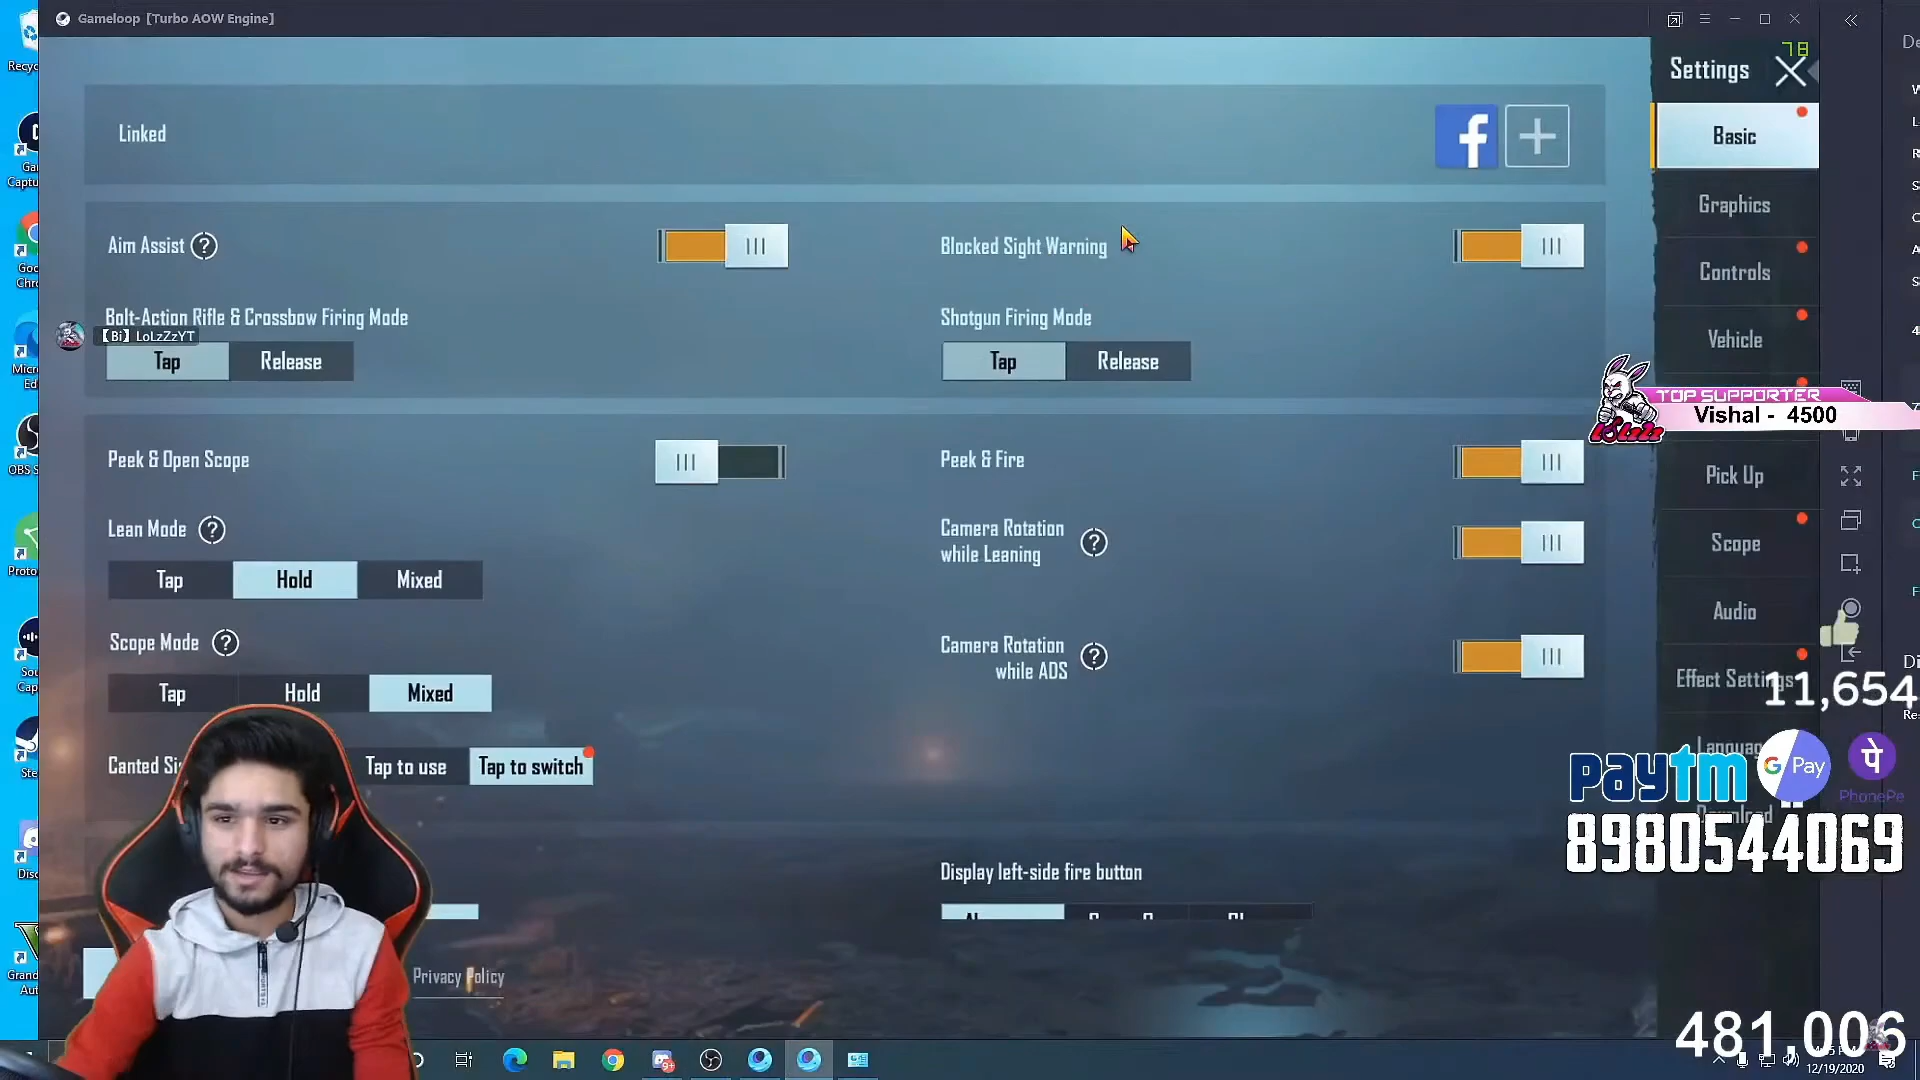 Gameloop [Turbo AOW Engine]
78
Settings
Linked
Basic
Graphics
Controls
Vehicle
Aim Assist ?
Blocked Sight Warning
Bolt-Action Rifle & Crossbow Firing Mode
Shotgun Firing Mode
【Bi】LoLzZzYT
Tap Release
Tap Release
TOP SUPPORTER
Vishal - 4500
Peek & Open Scope
Peek & Fire
Pick Up
Lean Mode ?
Camera Rotation
while Leaning ?
Scope
Tap Hold Mixed
Audio
Scope Mode ?
Camera Rotation
while ADS ?
Effect Settings
11,654
Tap Hold Mixed
Tap to use Tap to switch
paytm G Pay
PhonePe
8980544069
Display left-side fire button
Privacy Policy
481,006
12/19/2020